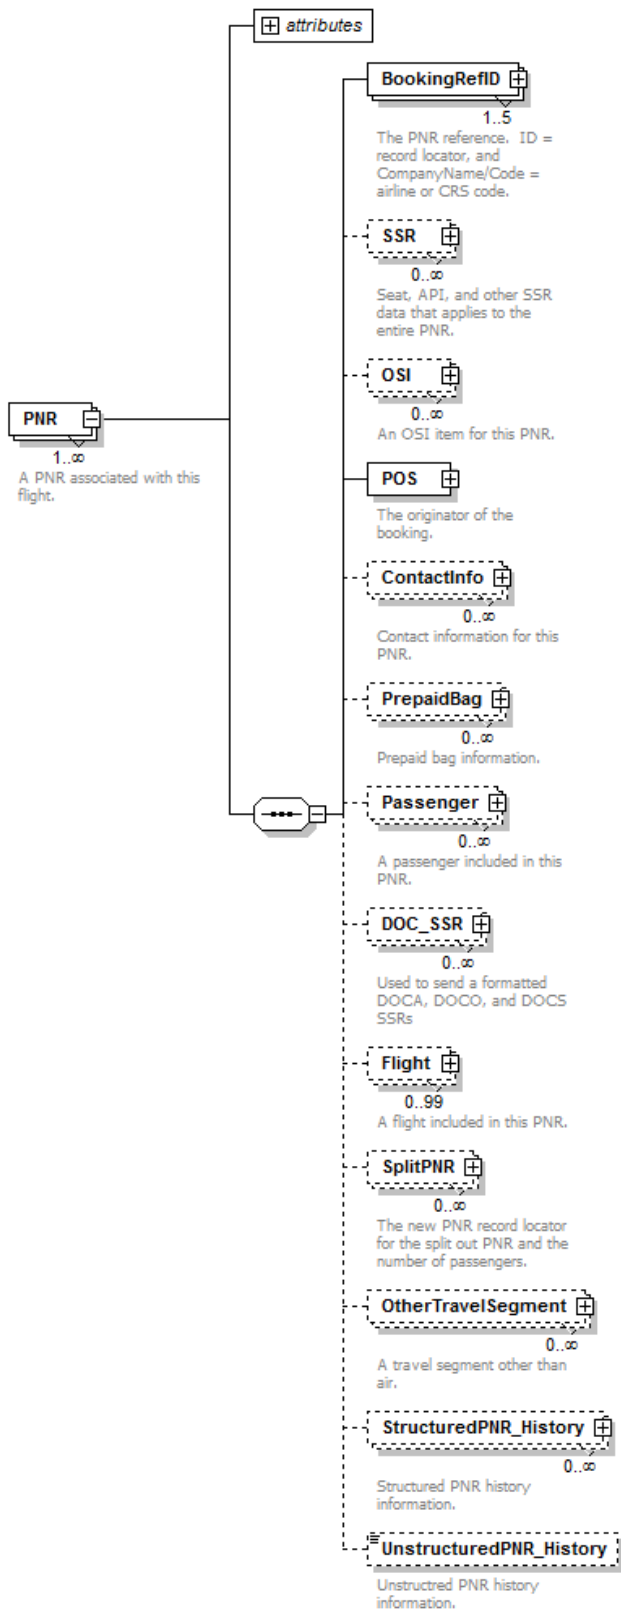 attributes
BookingRefID
1..5
The PNR reference.  ID =
record locator, and
CompanyName/Code =
airline or CRS code.
SSR
0..∞
Seat, API, and other SSR
data that applies to the
entire PNR.
OSI
0..∞
An OSI item for this PNR.
PNR
1..∞
A PNR associated with this
flight.
POS
The originator of the
booking.
ContactInfo
0..∞
Contact information for this
PNR.
PrepaidBag
0..∞
Prepaid bag information.
Passenger
0..∞
A passenger included in this
PNR.
DOC_SSR
0..∞
Used to send a formatted
DOCA, DOCO, and DOCS
SSRs
Flight
0..99
A flight included in this PNR.
SplitPNR
0..∞
The new PNR record locator
for the split out PNR and the
number of passengers.
OtherTravelSegment
0..∞
A travel segment other than
air.
StructuredPNR_History
0..∞
Structured PNR history
information.
UnstructuredPNR_History
Unstructred PNR history
information.